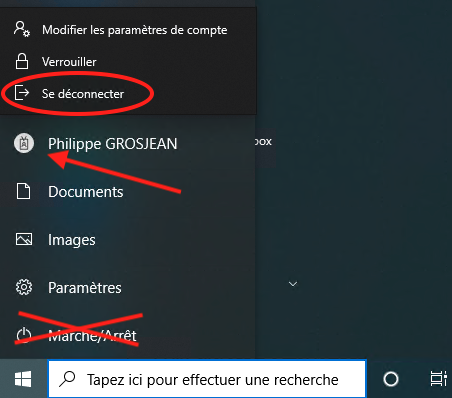 Modifier les paramètres de compte
Verrouiller
Se déconnecter
Philippe GROSJEAN
box
Documents
Images
Paramètres
Marche/Arrêt
Tapez ici pour effectuer une recherche